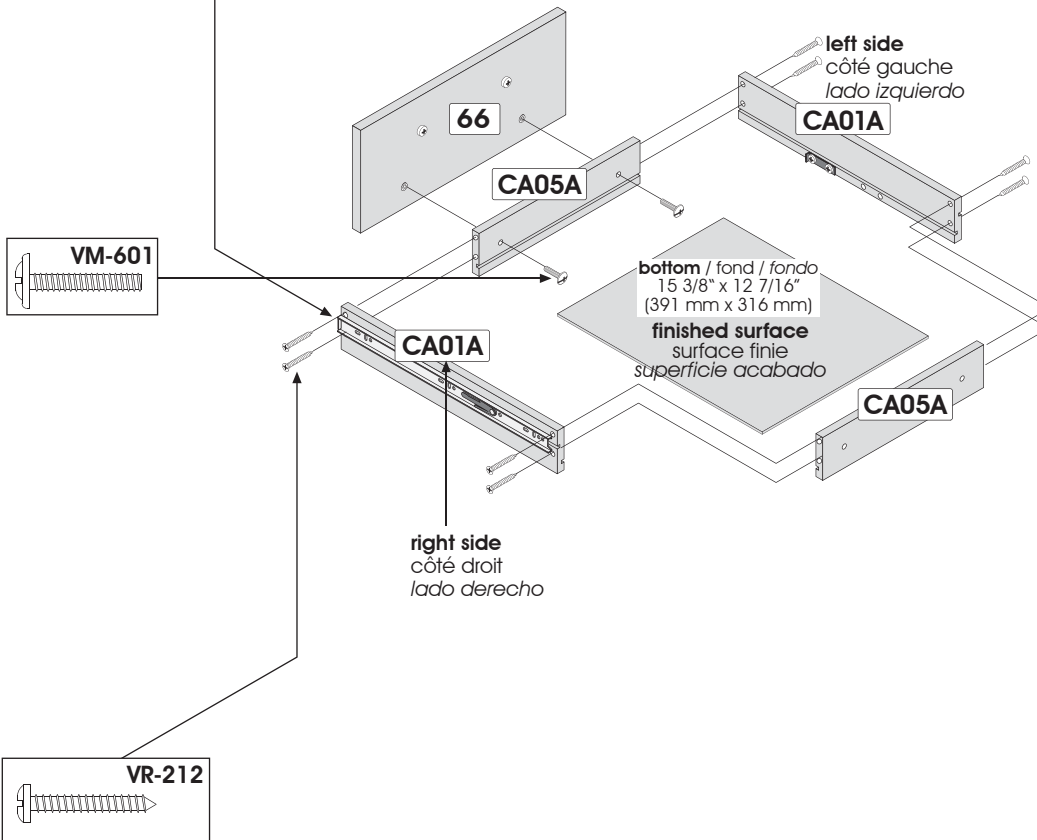 left side
côté gauche
lado izquierdo
CA01A
66
CA05A
VM-601
bottom / fond / fondo
15 3/8“ x 12 7/16”
(391 mm x 316 mm)
finished surface
surface finie
superficie acabado
CA01A
CA05A
right side
côté droit
lado derecho
VR-212